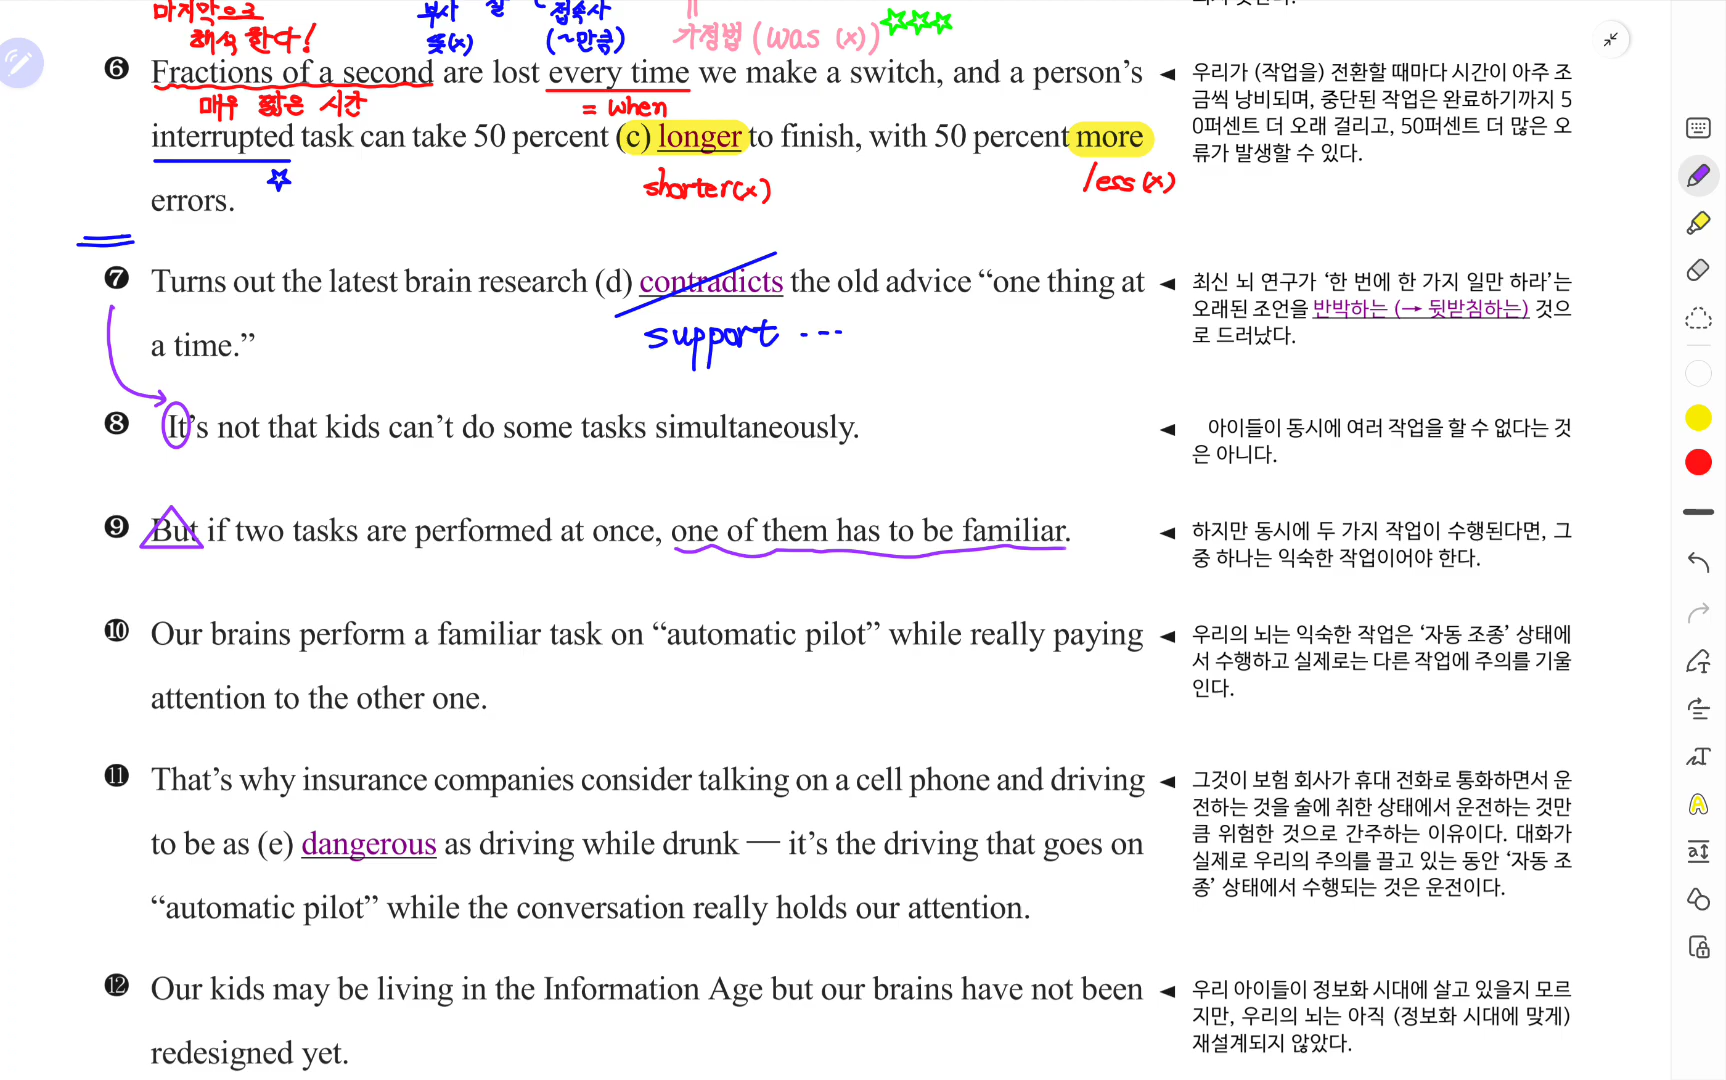 마지막으로
해석 한다!
부사
뜻(x)
접속사
(~만큼)
가정법 (was (x))
❻ Fractions of a second are lost every time we make a switch, and a person's
매우 짧은 시간
= when
interrupted task can take 50 percent (c) longer to finish, with 50 percent more
shorter(x)
less(x)
errors.
◄ 우리가 (작업을) 전환할 때마다 시간이 아주 조
금씩 낭비되며, 중단된 작업은 완료하기까지 5
0퍼센트 더 오래 걸리고, 50퍼센트 더 많은 오
류가 발생할 수 있다.
❼ Turns out the latest brain research (d) contradicts the old advice “one thing at
a time.”
support ---
◄ 최신 뇌 연구가 ‘한 번에 한 가지 일만 하라’는
오래된 조언을 반박하는 (→ 뒷받침하는) 것으
로 드러났다.
❽ It’s not that kids can’t do some tasks simultaneously.
◄ 아이들이 동시에 여러 작업을 할 수 없다는 것
은 아니다.
❾ But if two tasks are performed at once, one of them has to be familiar.
◄ 하지만 동시에 두 가지 작업이 수행된다면, 그
중 하나는 익숙한 작업이어야 한다.
❿ Our brains perform a familiar task on “automatic pilot” while really paying
attention to the other one.
◄ 우리의 뇌는 익숙한 작업은 ‘자동 조종’ 상태에
서 수행하고 실제로는 다른 작업에 주의를 기울
인다.
⓫ That’s why insurance companies consider talking on a cell phone and driving
to be as (e) dangerous as driving while drunk — it’s the driving that goes on
“automatic pilot” while the conversation really holds our attention.
◄ 그것이 보험 회사가 휴대 전화로 통화하면서 운
전하는 것을 술에 취한 상태에서 운전하는 것만
큼 위험한 것으로 간주하는 이유이다. 대화가
실제로 우리의 주의를 끌고 있는 동안 ‘자동 조
종’ 상태에서 수행되는 것은 운전이다.
⓬ Our kids may be living in the Information Age but our brains have not been
redesigned yet.
◄ 우리 아이들이 정보화 시대에 살고 있을지 모르
지만, 우리의 뇌는 아직 (정보화 시대에 맞게)
재설계되지 않았다.